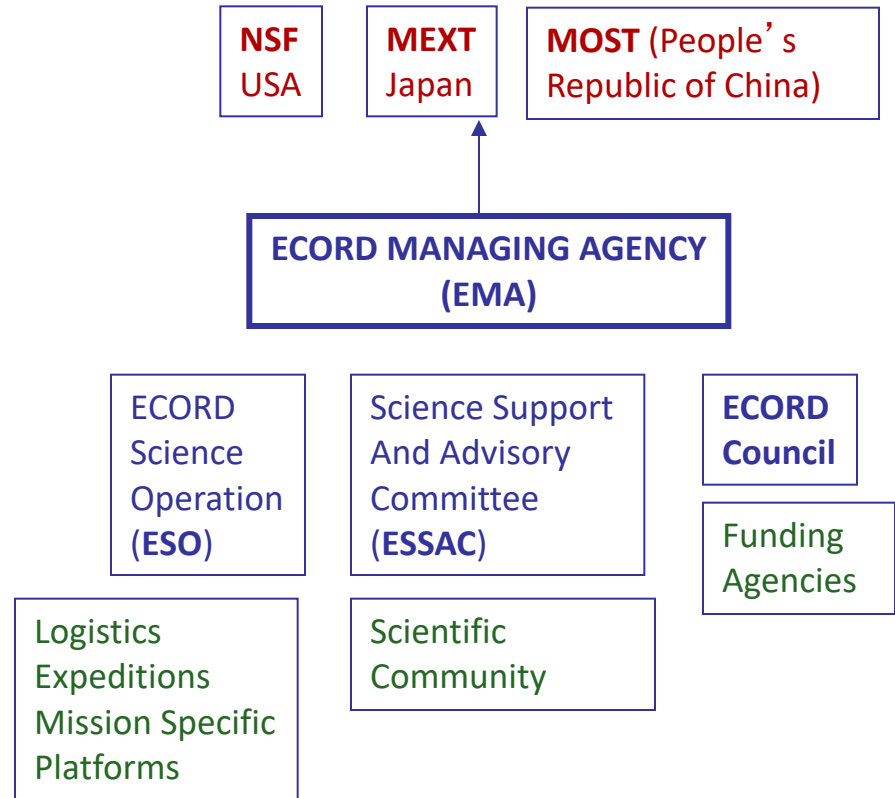 NSF
USA
MEXT
Japan
MOST (People’s
Republic of China)
ECORD MANAGING AGENCY
(EMA)
ECORD
Science
Operation
(ESO)
Science Support
And Advisory
Committee
(ESSAC)
ECORD
Council
Funding
Agencies
Logistics
Expeditions
Mission Specific
Platforms
Scientific
Community